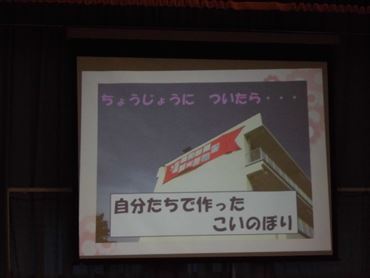 ちょうじょうに　ついたら・・・
自分たちで作った
こいのぼり